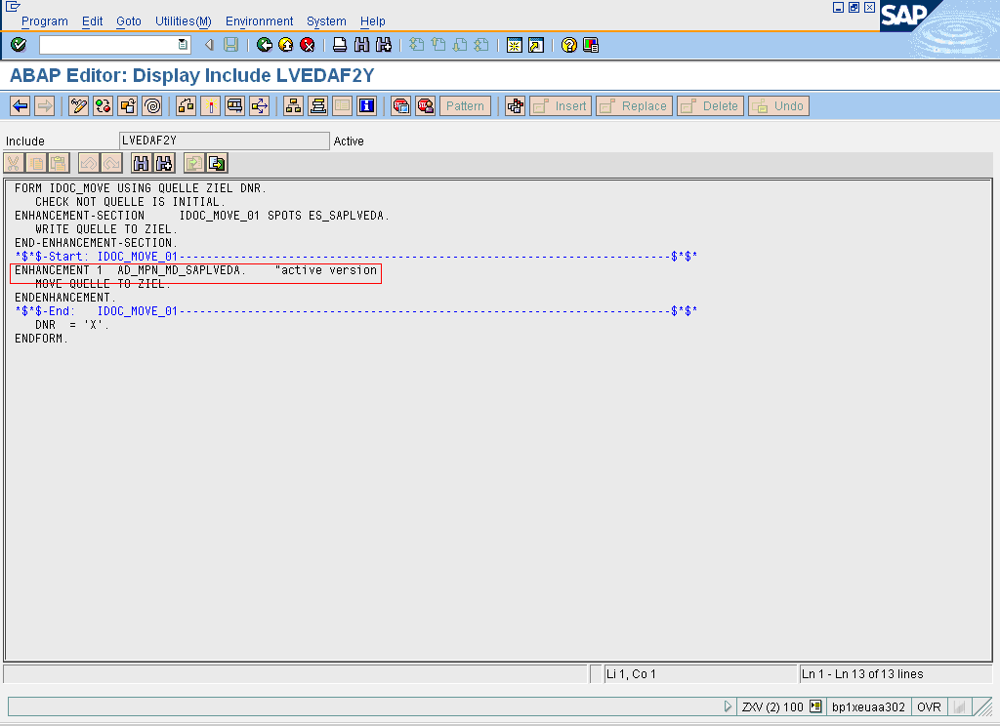 Program Edit Goto Utilities(M) Environment System Help
SAP
ABAP Editor: Display Include LVEDAF2Y
Pattern Insert Replace Delete Undo
Include LVEDAF2Y Active
FORM IDOC_MOVE USING QUELLE ZIEL DNR.
CHECK NOT QUELLE IS INITIAL.
ENHANCEMENT-SECTION IDOC_MOVE_01 SPOTS ES_SAPLVEDA.
WRITE QUELLE TO ZIEL.
END-ENHANCEMENT-SECTION.
*$*$-Start: IDOC_MOVE_01-----------------------------------------------------------------------$*$*
ENHANCEMENT 1 AD_MPN_MD_SAPLVEDA. "active version
MOVE QUELLE TO ZIEL.
ENDENHANCEMENT.
*$*$-End: IDOC_MOVE_01-----------------------------------------------------------------------$*$*
DNR = 'X'.
ENDFORM.
Li 1, Co 1 Ln 1 - Ln 13 of 13 lines
ZXV (2) 100 bp1xeuaa302 OVR